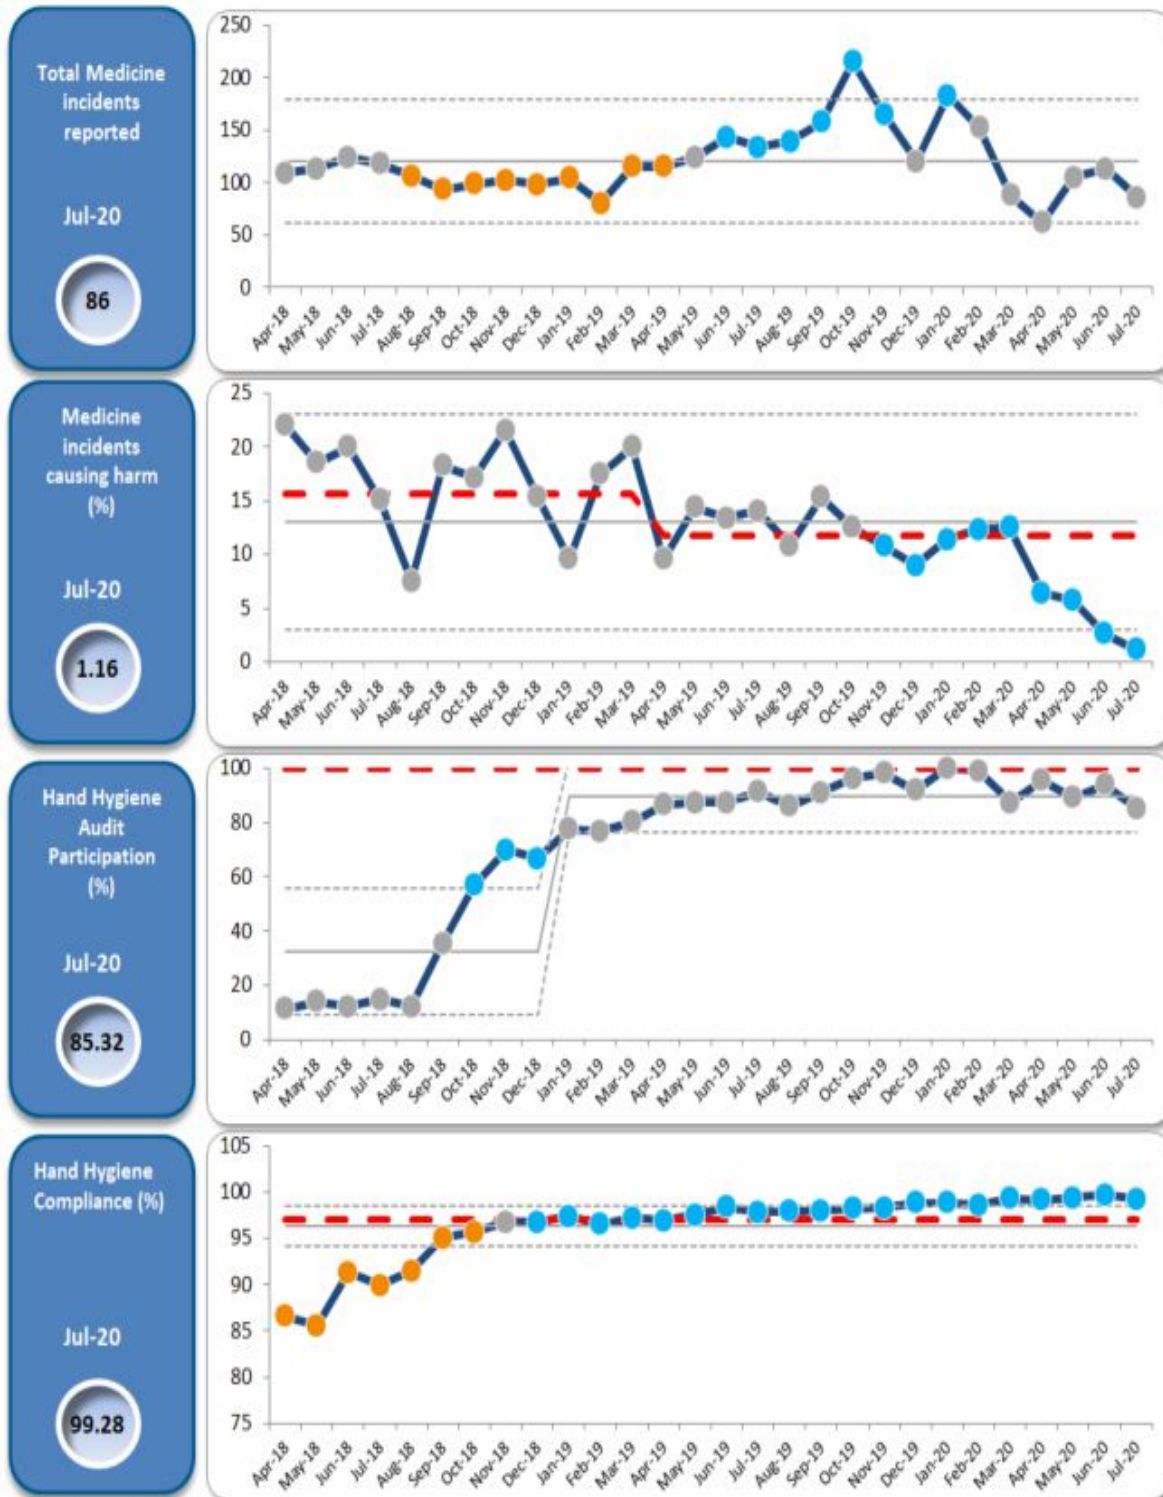 Total Medicine
incidents
reported
Jul-20
86
250
200
150
100
50
0
Apr-18 May-18 Jun-18 Jul-18 Aug-18 Sep-18 Oct-18 Nov-18 Dec-18 Jan-19 Feb-19 Mar-19 Apr-19 May-19 Jun-19 Jul-19 Aug-19 Sep-19 Oct-19 Nov-19 Dec-19 Jan-20 Feb-20 Mar-20 Apr-20 May-20 Jun-20 Jul-20
Medicine
incidents
causing harm
(%)
Jul-20
1.16
25
20
15
10
5
0
Apr-18 May-18 Jun-18 Jul-18 Aug-18 Sep-18 Oct-18 Nov-18 Dec-18 Jan-19 Feb-19 Mar-19 Apr-19 May-19 Jun-19 Jul-19 Aug-19 Sep-19 Oct-19 Nov-19 Dec-19 Jan-20 Feb-20 Mar-20 Apr-20 May-20 Jun-20 Jul-20
Hand Hygiene
Audit
Participation
(%)
Jul-20
85.32
100
80
60
40
20
0
Apr-18 May-18 Jun-18 Jul-18 Aug-18 Sep-18 Oct-18 Nov-18 Dec-18 Jan-19 Feb-19 Mar-19 Apr-19 May-19 Jun-19 Jul-19 Aug-19 Sep-19 Oct-19 Nov-19 Dec-19 Jan-20 Feb-20 Mar-20 Apr-20 May-20 Jun-20 Jul-20
Hand Hygiene
Compliance (%)
Jul-20
99.28
105
100
95
90
85
80
75
Apr-18 May-18 Jun-18 Jul-18 Aug-18 Sep-18 Oct-18 Nov-18 Dec-18 Jan-19 Feb-19 Mar-19 Apr-19 May-19 Jun-19 Jul-19 Aug-19 Sep-19 Oct-19 Nov-19 Dec-19 Jan-20 Feb-20 Mar-20 Apr-20 May-20 Jun-20 Jul-20